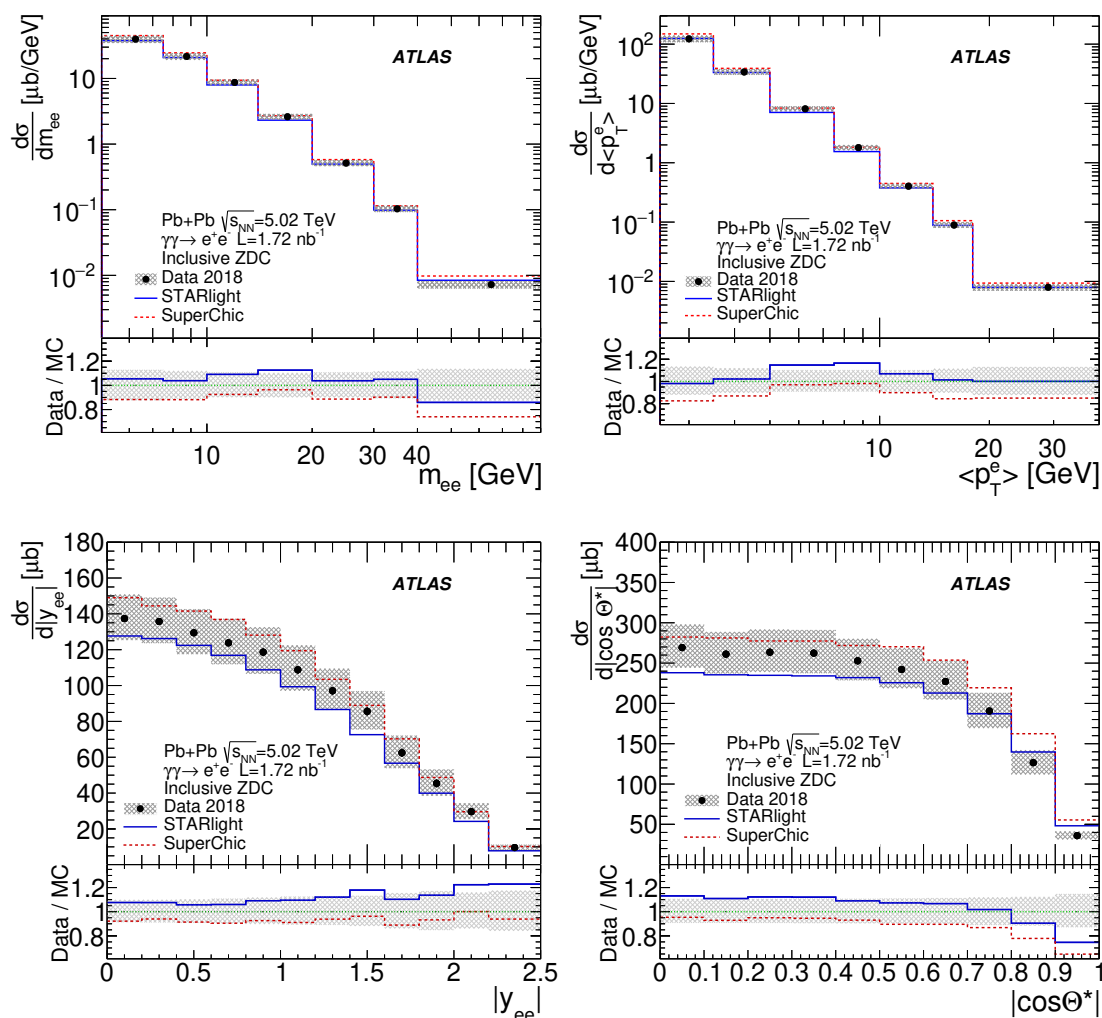 dσ/dm_ee [μb/GeV]
10
1
10⁻¹
10⁻²
ATLAS
Pb+Pb √s_NN=5.02 TeV
γγ→ e⁺e⁻ L=1.72 nb⁻¹
Inclusive ZDC
Data 2018
STARlight
SuperChic
Data / MC
1.2
1
0.8
10 20 30 40
m_ee [GeV]
dσ/d<p_T^e> [μb/GeV]
10²
10
1
10⁻¹
10⁻²
ATLAS
Pb+Pb √s_NN=5.02 TeV
γγ→ e⁺e⁻ L=1.72 nb⁻¹
Inclusive ZDC
Data 2018
STARlight
SuperChic
Data / MC
1.2
1
0.8
10 20 30
<p_T^e> [GeV]
dσ/d|y_ee| [μb]
180
160
140
120
100
80
60
40
20
ATLAS
Pb+Pb √s_NN=5.02 TeV
γγ→ e⁺e⁻ L=1.72 nb⁻¹
Inclusive ZDC
Data 2018
STARlight
SuperChic
Data / MC
1.2
1
0.8
0 0.5 1 1.5 2 2.5
|y_ee|
dσ/d|cos Θ*| [μb]
400
350
300
250
200
150
100
50
ATLAS
Pb+Pb √s_NN=5.02 TeV
γγ→ e⁺e⁻ L=1.72 nb⁻¹
Inclusive ZDC
Data 2018
STARlight
SuperChic
Data / MC
1.2
1
0.8
0 0.1 0.2 0.3 0.4 0.5 0.6 0.7 0.8 0.9 1
|cosΘ*|